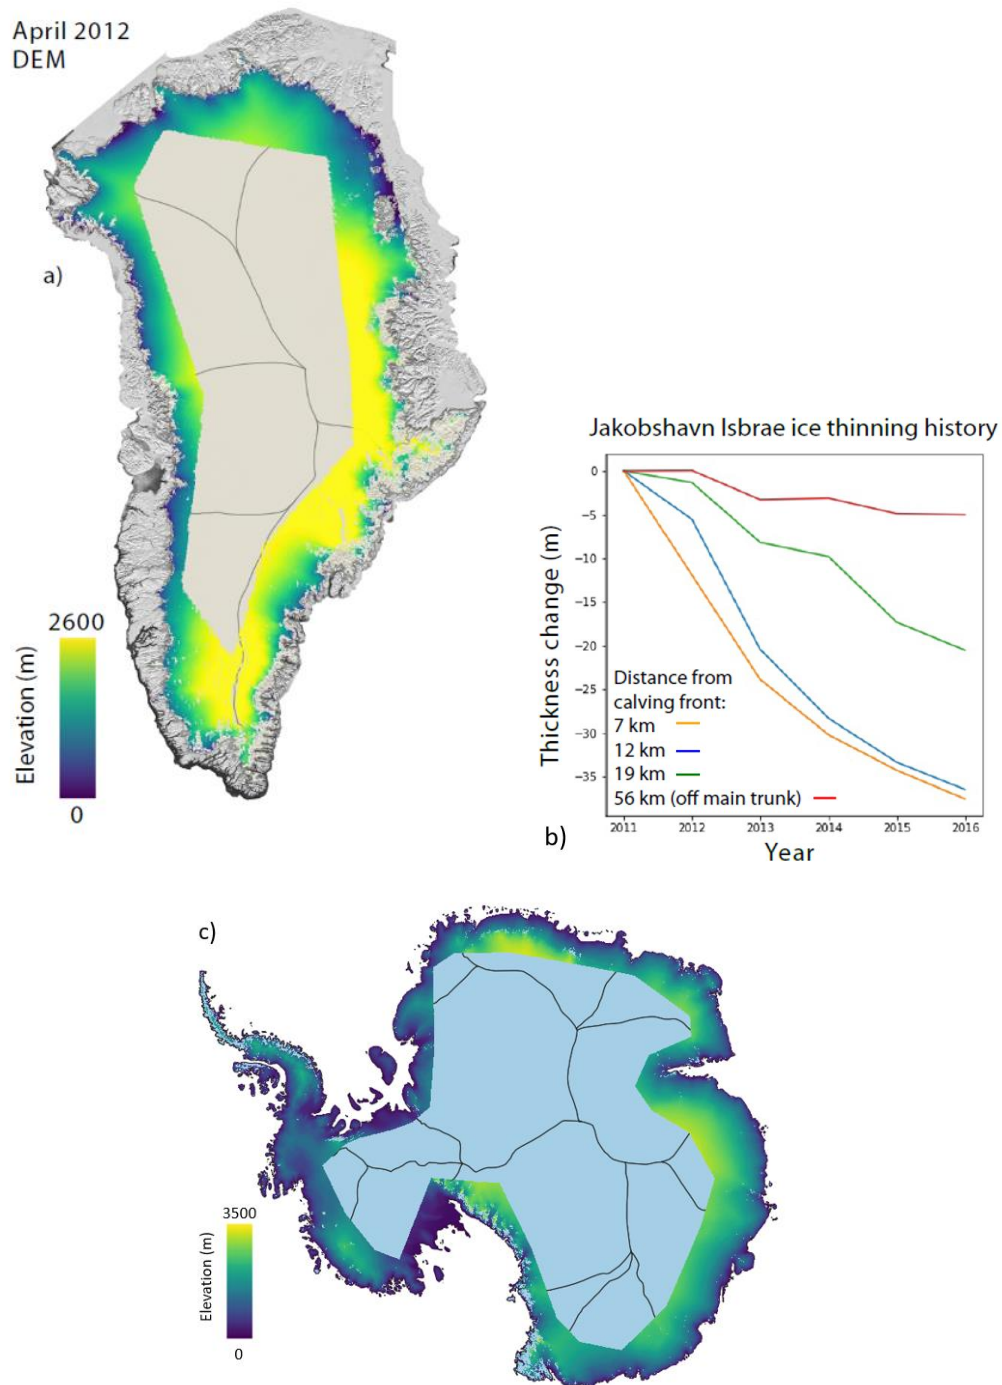 April 2012
DEM
a)
2600
Elevation (m)
0
Jakobshavn Isbrae ice thinning history
0
−5
−10
−15
−20
−25
−30
−35
Thickness change (m)
Distance from
calving front:
7 km
12 km
19 km
56 km (off main trunk)
2011 2012 2013 2014 2015 2016
Year
b)
c)
3500
Elevation (m)
0